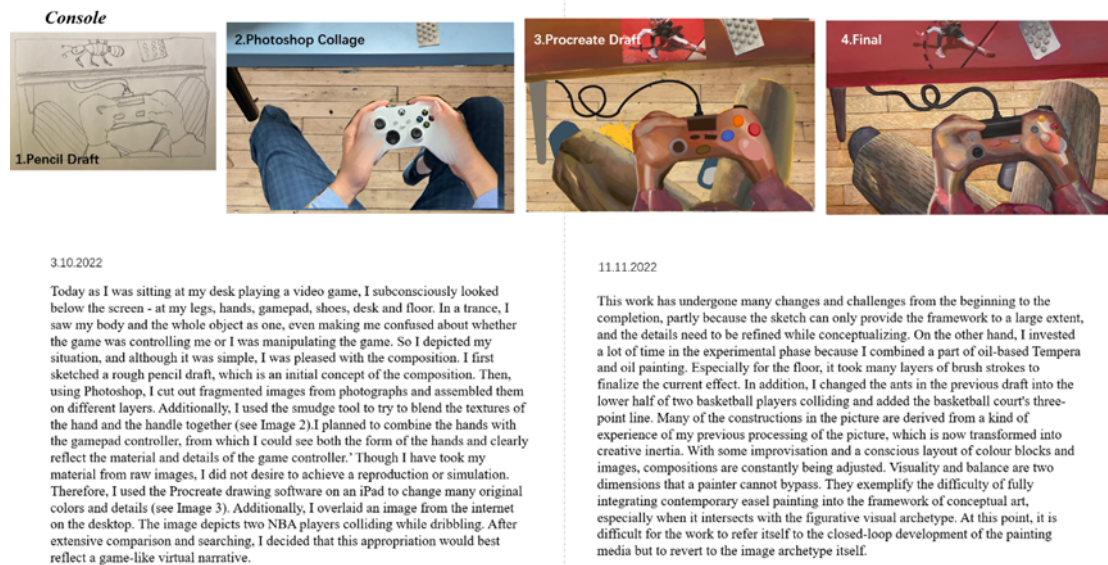 Console
1.Pencil Draft
2.Photoshop Collage
3.Procreate Draft
4.Final
3.10.2022
Today as I was sitting at my desk playing a video game, I subconsciously looked
below the screen - at my legs, hands, gamepad, shoes, desk and floor. In a trance, I
saw my body and the whole object as one, even making me confused about whether
the game was controlling me or I was manipulating the game. So I depicted my
situation, and although it was simple, I was pleased with the composition. I first
sketched a rough pencil draft, which is an initial concept of the composition. Then,
using Photoshop, I cut out fragmented images from photographs and assembled them
on different layers. Additionally, I used the smudge tool to try to blend the textures of
the hand and the handle together (see Image 2).I planned to combine the hands with
the gamepad controller, from which I could see both the form of the hands and clearly
reflect the material and details of the game controller.' Though I have took my
material from raw images, I did not desire to achieve a reproduction or simulation.
Therefore, I used the Procreate drawing software on an iPad to change many original
colors and details (see Image 3). Additionally, I overlaid an image from the internet
on the desktop. The image depicts two NBA players colliding while dribbling. After
extensive comparison and searching, I decided that this appropriation would best
reflect a game-like virtual narrative.
11.11.2022
This work has undergone many changes and challenges from the beginning to the
completion, partly because the sketch can only provide the framework to a large extent,
and the details need to be refined while conceptualizing. On the other hand, I invested
a lot of time in the experimental phase because I combined a part of oil-based Tempera
and oil painting. Especially for the floor, it took many layers of brush strokes to
finalize the current effect. In addition, I changed the ants in the previous draft into the
lower half of two basketball players colliding and added the basketball court's three-
point line. Many of the constructions in the picture are derived from a kind of
experience of my previous processing of the picture, which is now transformed into
creative inertia. With some improvisation and a conscious layout of colour blocks and
images, compositions are constantly being adjusted. Visuality and balance are two
dimensions that a painter cannot bypass. They exemplify the difficulty of fully
integrating contemporary easel painting into the framework of conceptual art,
especially when it intersects with the figurative visual archetype. At this point, it is
difficult for the work to refer itself to the closed-loop development of the painting
media but to revert to the image archetype itself.